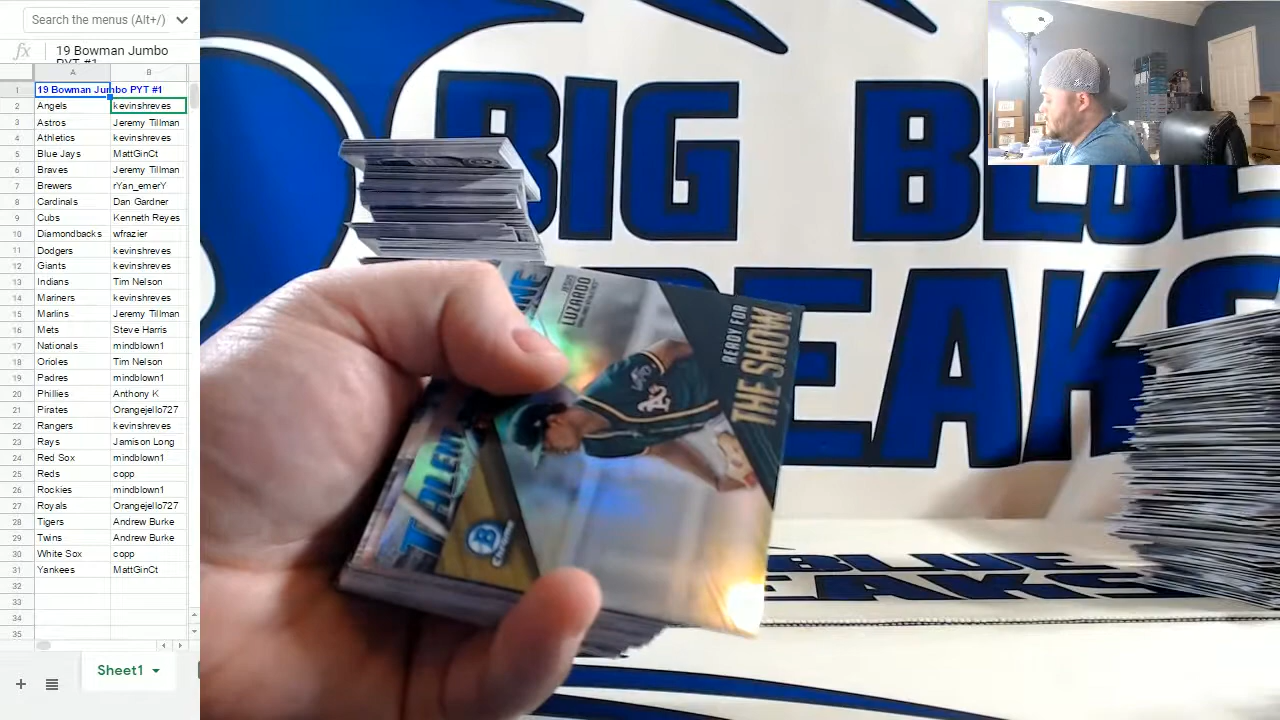 Search the menus (Alt+/)
fx
19 Bowman Jumbo
PYT #1
A B
1 19 Bowman Jumbo PYT #1
2 Angels kevinshreves
3 Astros Jeremy Tillman
4 Athletics kevinshreves
5 Blue Jays MattGinCt
6 Braves Jeremy Tillman
7 Brewers rYan_emerY
8 Cardinals Dan Gardner
9 Cubs Kenneth Reyes
10 Diamondbacks wfrazier
11 Dodgers kevinshreves
12 Giants kevinshreves
13 Indians Tim Nelson
14 Mariners kevinshreves
15 Marlins Jeremy Tillman
16 Mets Steve Harris
17 Nationals mindblown1
18 Orioles Tim Nelson
19 Padres mindblown1
20 Phillies Anthony K
21 Pirates Orangejello727
22 Rangers kevinshreves
23 Rays Jamison Long
24 Red Sox mindblown1
25 Reds copp
26 Rockies mindblown1
27 Royals Orangejello727
28 Tigers Andrew Burke
29 Twins Andrew Burke
30 White Sox copp
31 Yankees MattGinCt
32
33
34
35
Sheet1
BIG BLUE
BREAKS
LUZARDO
READY FOR
THE SHOW
A's
B
CHROME
BLUE
EAKS